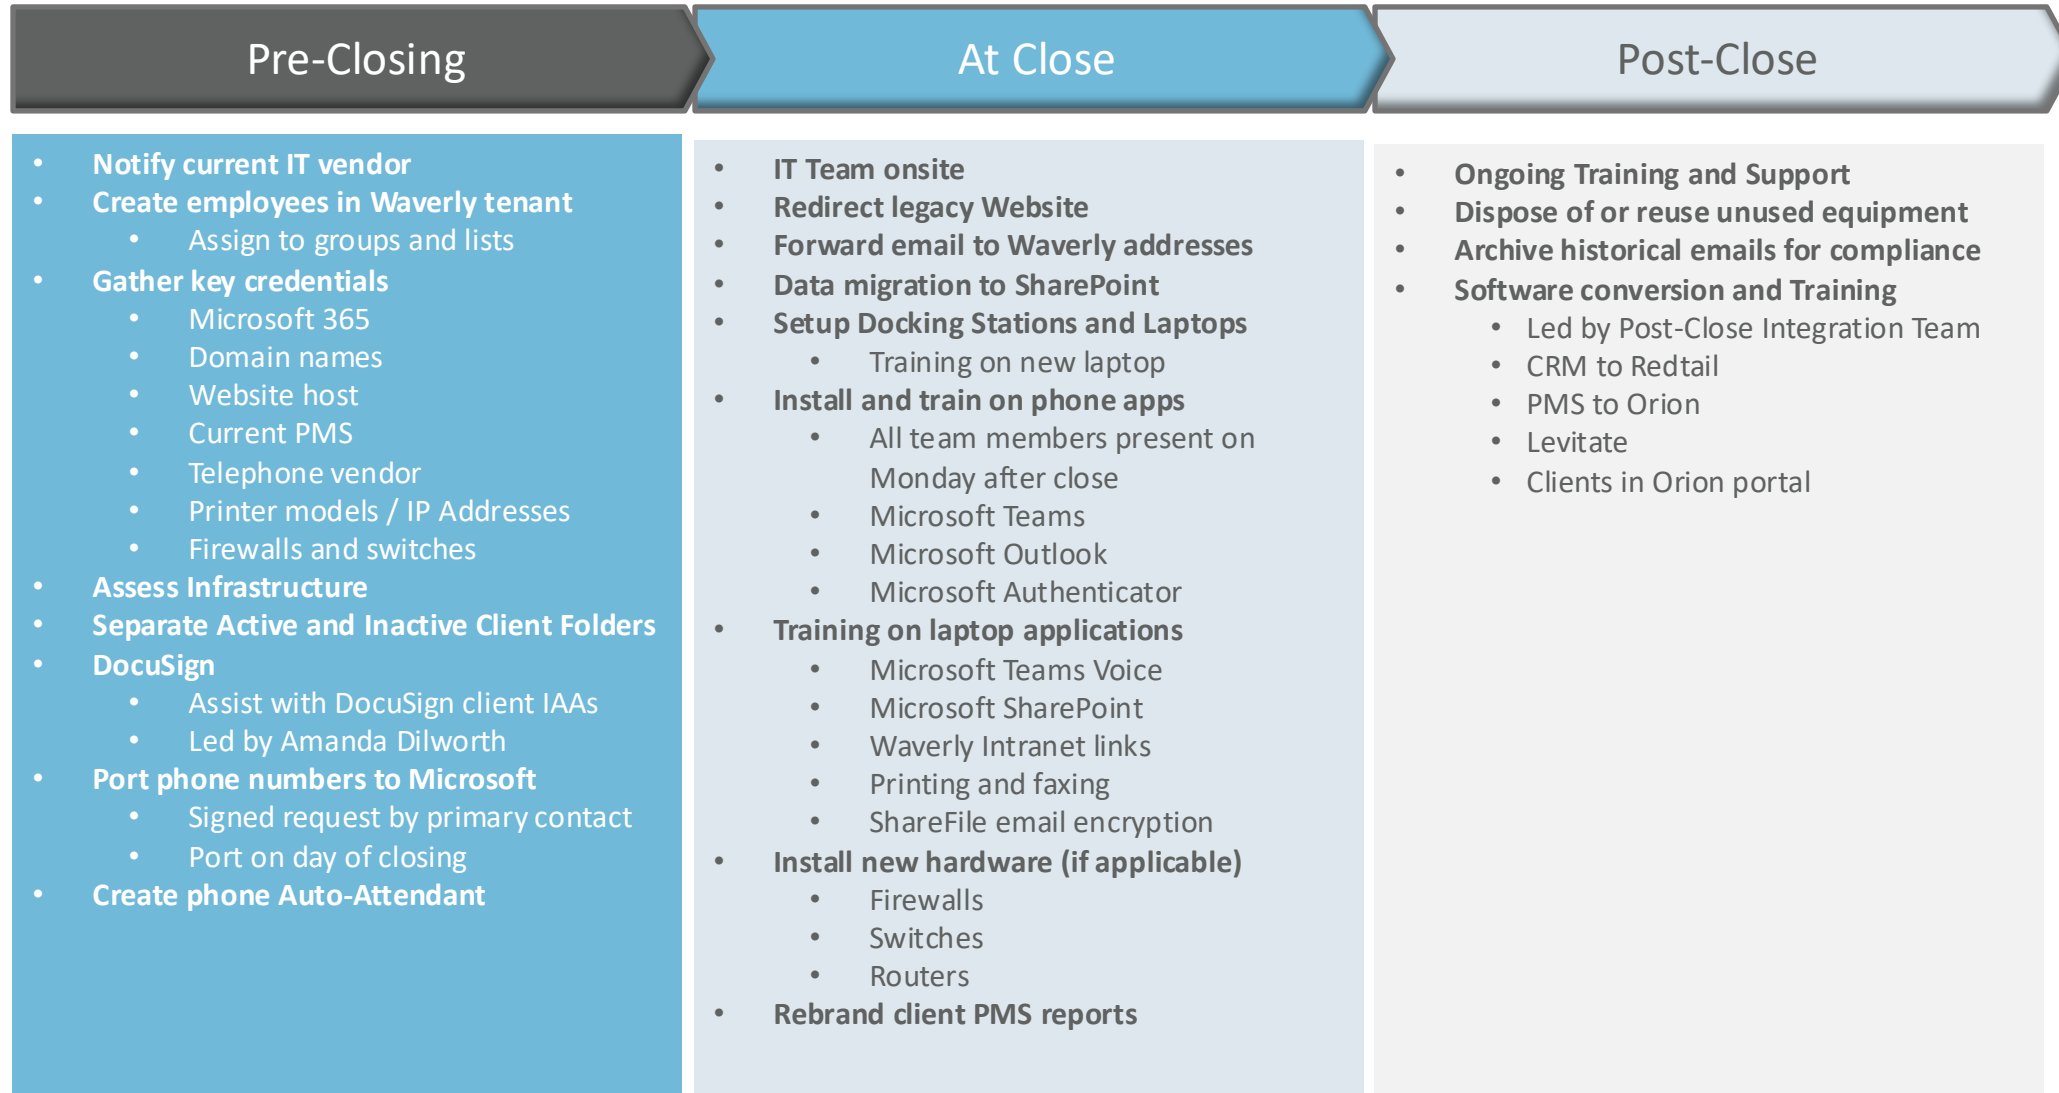 Pre-Closing
At Close
Post-Close
• Notify current IT vendor
• Create employees in Waverly tenant
• Assign to groups and lists
• Gather key credentials
• Microsoft 365
• Domain names
• Website host
• Current PMS
• Telephone vendor
• Printer models / IP Addresses
• Firewalls and switches
• Assess Infrastructure
• Separate Active and Inactive Client Folders
• DocuSign
• Assist with DocuSign client IAAs
• Led by Amanda Dilworth
• Port phone numbers to Microsoft
• Signed request by primary contact
• Port on day of closing
• Create phone Auto-Attendant
• IT Team onsite
• Redirect legacy Website
• Forward email to Waverly addresses
• Data migration to SharePoint
• Setup Docking Stations and Laptops
• Training on new laptop
• Install and train on phone apps
• All team members present on
Monday after close
• Microsoft Teams
• Microsoft Outlook
• Microsoft Authenticator
• Training on laptop applications
• Microsoft Teams Voice
• Microsoft SharePoint
• Waverly Intranet links
• Printing and faxing
• ShareFile email encryption
• Install new hardware (if applicable)
• Firewalls
• Switches
• Routers
• Rebrand client PMS reports
• Ongoing Training and Support
• Dispose of or reuse unused equipment
• Archive historical emails for compliance
• Software conversion and Training
• Led by Post-Close Integration Team
• CRM to Redtail
• PMS to Orion
• Levitate
• Clients in Orion portal